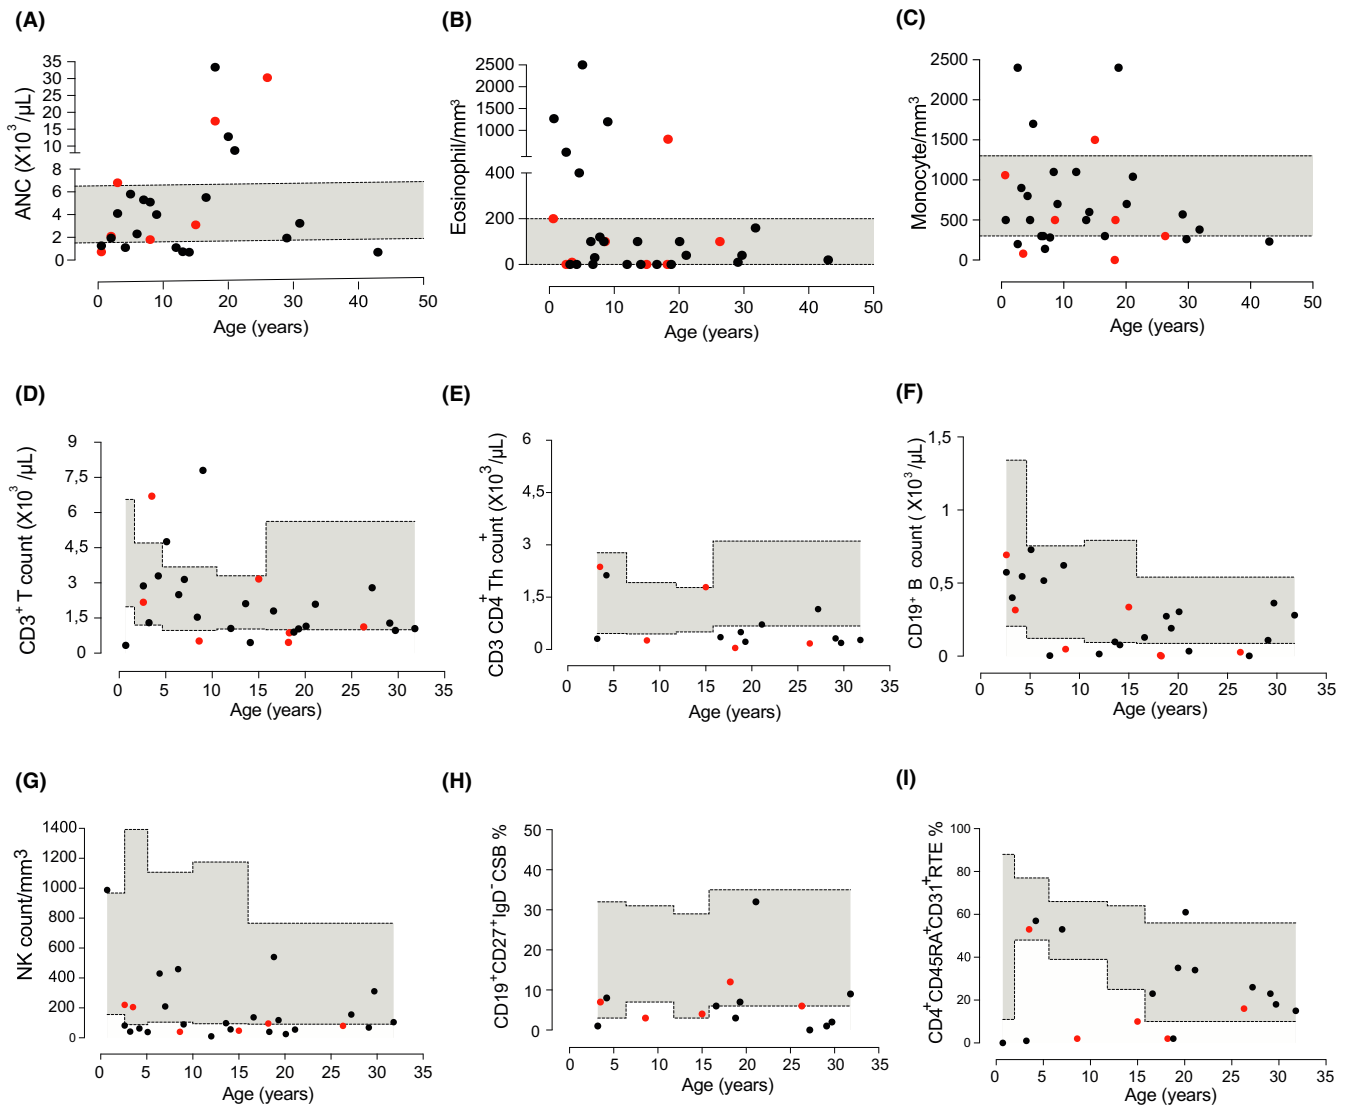 (A)
ANC (X10³/µL)
35
30
25
20
15
10
8
6
4
2
0
0 10 20 30 40 50
Age (years)
(B)
Eosinophil/mm³
2500
2000
1500
1000
400
200
0
0 10 20 30 40 50
Age (years)
(C)
Monocyte/mm³
2500
2000
1500
1000
500
0
0 10 20 30 40 50
Age (years)
(D)
CD3⁺ T count (X10³/µL)
9
7,5
6
4,5
3
1,5
0
0 5 10 15 20 25 30 35
Age (years)
(E)
CD3⁺CD4⁺Th count (X10³/µL)
6
4,5
3
1,5
0
0 5 10 15 20 25 30 35
Age (years)
(F)
CD19⁺ B count ( X10³/µL)
1,5
1
0,5
0
0 5 10 15 20 25 30 35
Age (years)
(G)
NK count/mm³
1400
1200
1000
800
600
400
200
0
0 5 10 15 20 25 30 35
Age (years)
(H)
CD19⁺CD27⁺IgD⁻CSB %
50
40
30
20
10
0
0 5 10 15 20 25 30 35
Age (years)
(I)
CD4⁺CD45RA⁺CD31⁺RTE %
100
80
60
40
20
0
0 5 10 15 20 25 30 35
Age (years)